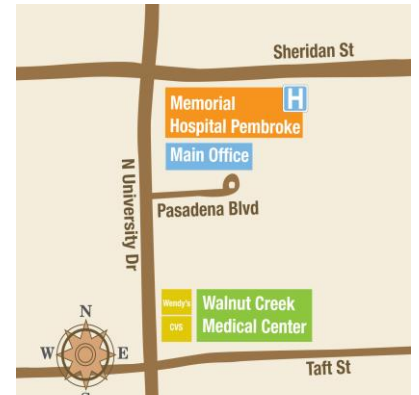 Sheridan St
Memorial
Hospital Pembroke
H
Main Office
N University Dr
Pasadena Blvd
Wendy's
CVS
Walnut Creek
Medical Center
N
W
E
S
Taft St